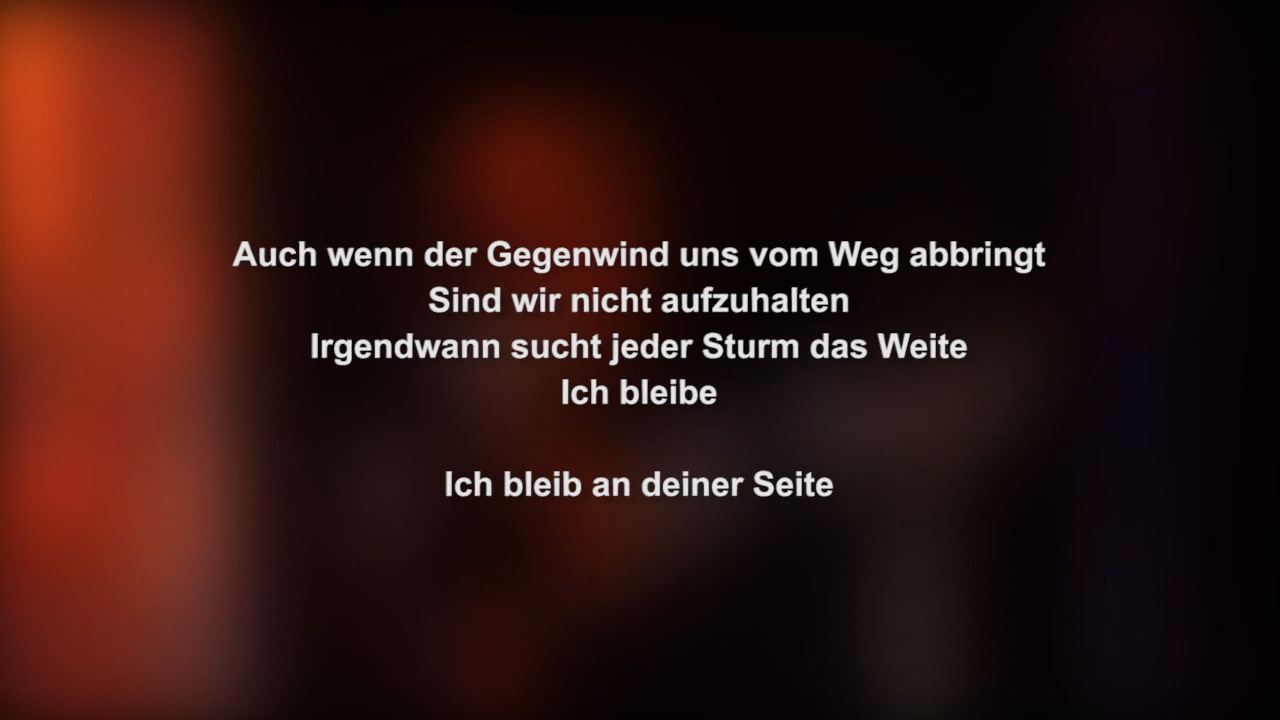 Auch wenn der Gegenwind uns vom Weg abbringt
Sind wir nicht aufzuhalten
Irgendwann sucht jeder Sturm das Weite
Ich bleibe
Ich bleib an deiner Seite